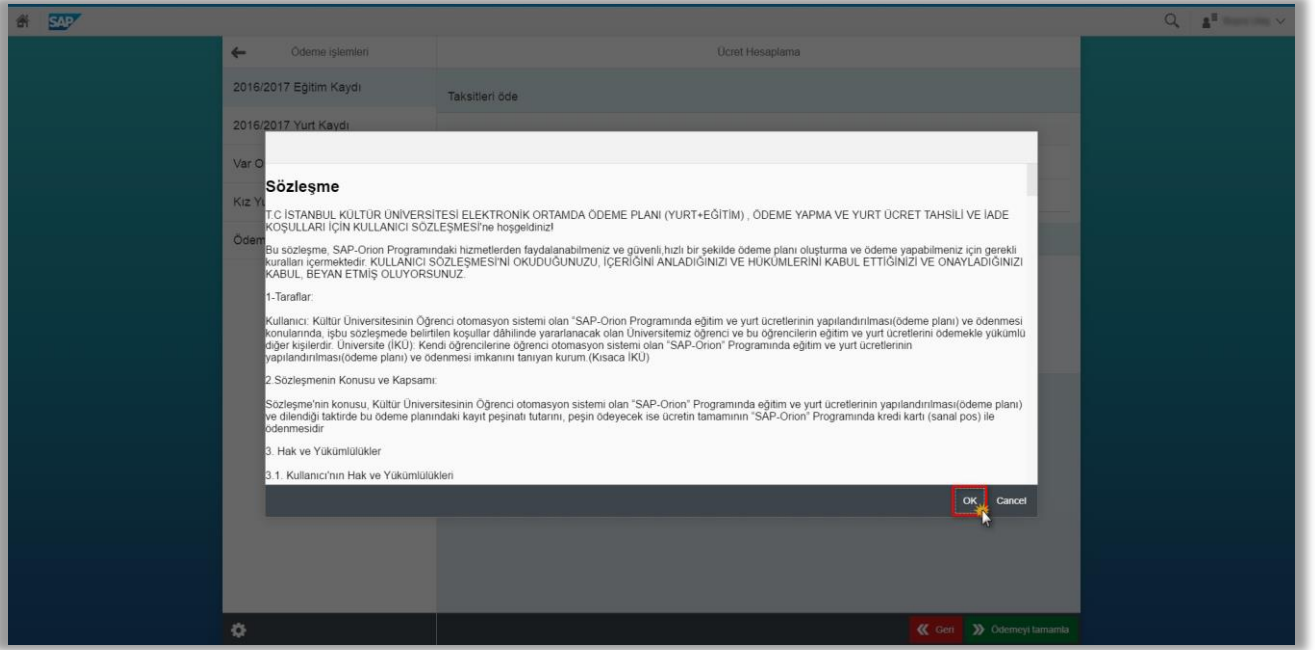 SAP
Ödeme işlemleri
Ücret Hesaplama
2016/2017 Eğitim Kaydı
Taksitleri öde
2016/2017 Yurt Kaydı
Var O
Kız Yu
Ödem
Sözleşme
T.C İSTANBUL KÜLTÜR ÜNİVERSİTESİ ELEKTRONİK ORTAMDA ÖDEME PLANI (YURT+EĞİTİM) , ÖDEME YAPMA VE YURT ÜCRET TAHSİLİ VE İADE
KOŞULLARI İÇİN KULLANICI SÖZLEŞMESİ'ne hoşgeldiniz!
Bu sözleşme, SAP-Orion Programındaki hizmetlerden faydalanabilmeniz ve güvenli,hızlı bir şekilde ödeme planı oluşturma ve ödeme yapabilmeniz için gerekli
kuralları içermektedir. KULLANICI SÖZLEŞMESİ'Nİ OKUDUĞUNUZU, İÇERİĞİNİ ANLADIĞINIZI VE HÜKÜMLERİNİ KABUL ETTİĞİNİZİ VE ONAYLADIĞINIZI
KABUL, BEYAN ETMİŞ OLUYORSUNUZ.
1-Taraflar:
Kullanıcı: Kültür Üniversitesinin Öğrenci otomasyon sistemi olan "SAP-Orion Programında eğitim ve yurt ücretlerinin yapılandırılması(ödeme planı) ve ödenmesi
konularında, işbu sözleşmede belirtilen koşullar dâhilinde yararlanacak olan Üniversitemiz öğrenci ve bu öğrencilerin eğitim ve yurt ücretlerini ödemekle yükümlü
diğer kişilerdir. Üniversite (İKÜ): Kendi öğrencilerine öğrenci otomasyon sistemi olan "SAP-Orion" Programında eğitim ve yurt ücretlerinin
yapılandırılması(ödeme planı) ve ödenmesi imkanını tanıyan kurum.(Kısaca İKÜ)
2.Sözleşmenin Konusu ve Kapsamı:
Sözleşme'nin konusu, Kültür Üniversitesinin Öğrenci otomasyon sistemi olan "SAP-Orion" Programında eğitim ve yurt ücretlerinin yapılandırılması(ödeme planı)
ve dilendiği taktirde bu ödeme planındaki kayıt peşinatı tutarını, peşin ödeyecek ise ücretin tamamının "SAP-Orion" Programında kredi kartı (sanal pos) ile
ödenmesidir
3. Hak ve Yükümlülükler
3.1. Kullanıcı'nın Hak ve Yükümlülükleri
OK Cancel
Geri Ödemeyi tamamla